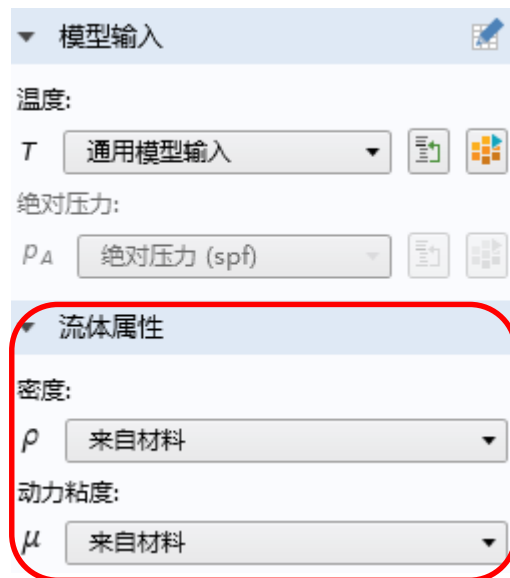 模型输入
温度:
T 通用模型输入
绝对压力:
pA 绝对压力 (spf)
流体属性
密度:
ρ 来自材料
动力粘度:
μ 来自材料